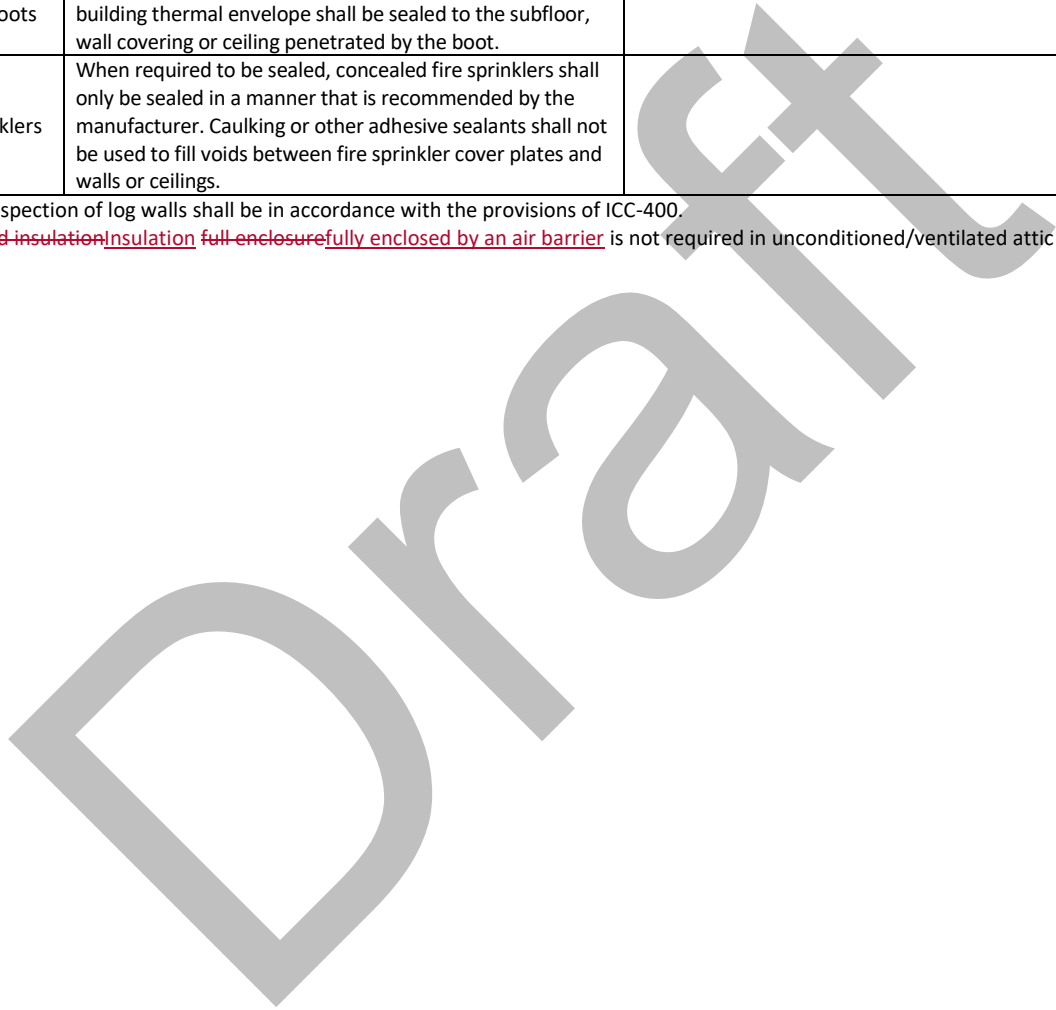 oots building thermal envelope shall be sealed to the subfloor,
wall covering or ceiling penetrated by the boot.
When required to be sealed, concealed fire sprinklers shall
only be sealed in a manner that is recommended by the
klers manufacturer. Caulking or other adhesive sealants shall not
be used to fill voids between fire sprinkler cover plates and
walls or ceilings.
spection of log walls shall be in accordance with the provisions of ICC-400.
d insulationInsulation full enclosurefully enclosed by an air barrier is not required in unconditioned/ventilated attic
Draft